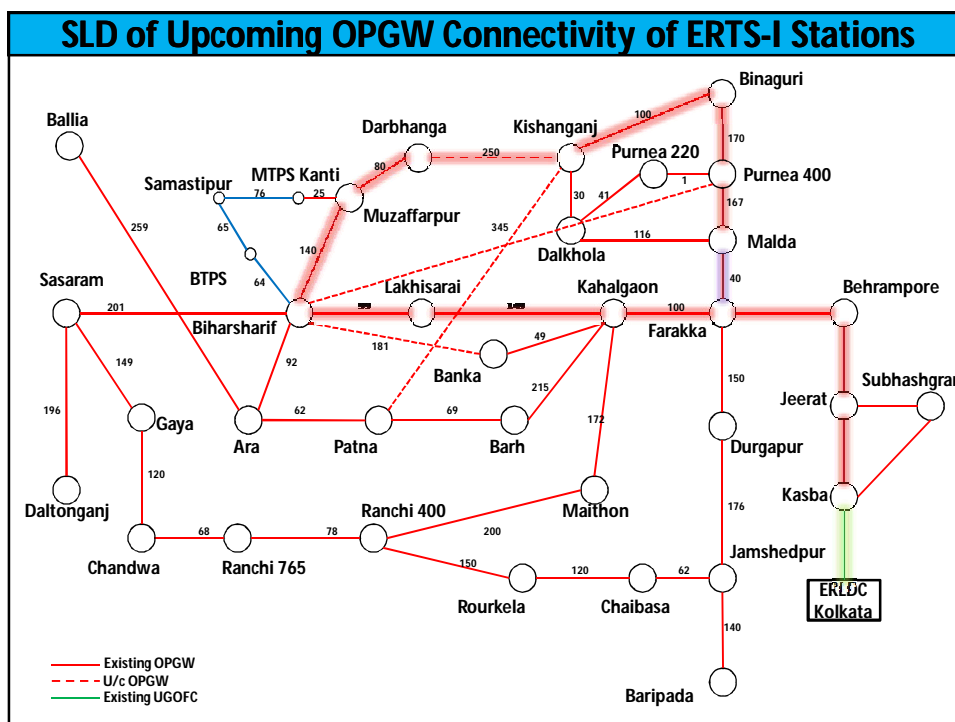 SLD of Upcoming OPGW Connectivity of ERTS-I Stations
Binaguri
Ballia
Darbhanga
Kishanganj
100
170
250
Purnea 220
80
MTPS Kanti
Samastipur
76
25
41
1
Purnea 400
30
Muzaffarpur
167
65
259
345
Dalkhola
116
Malda
140
BTPS
64
40
Sasaram
Lakhisarai
Kahalgaon
Behrampore
201
100
Biharsharif
Farakka
49
181
149
92
Banka
Subhashgram
150
215
Jeerat
196
62
69
172
Gaya
Ara
Patna
Barh
Durgapur
120
Kasba
Daltonganj
Maithon
Ranchi 400
176
68
78
200
Jamshedpur
Chandwa
Ranchi 765
150
120
62
ERLDC
Kolkata
Rourkela
Chaibasa
140
Existing OPGW
U/c OPGW
Existing UGOFC
Baripada